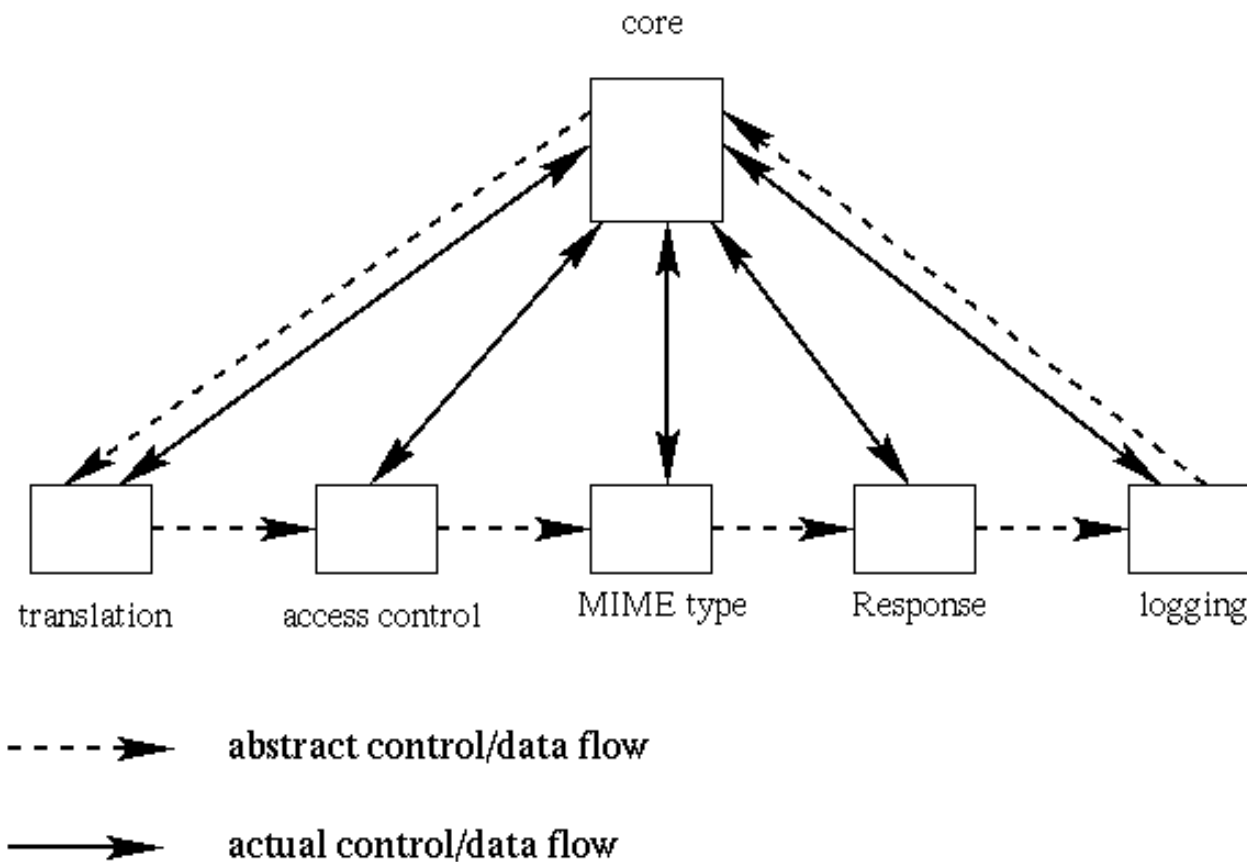 core
translation
access control
MIME type
Response
logging
abstract control/data flow
actual control/data flow